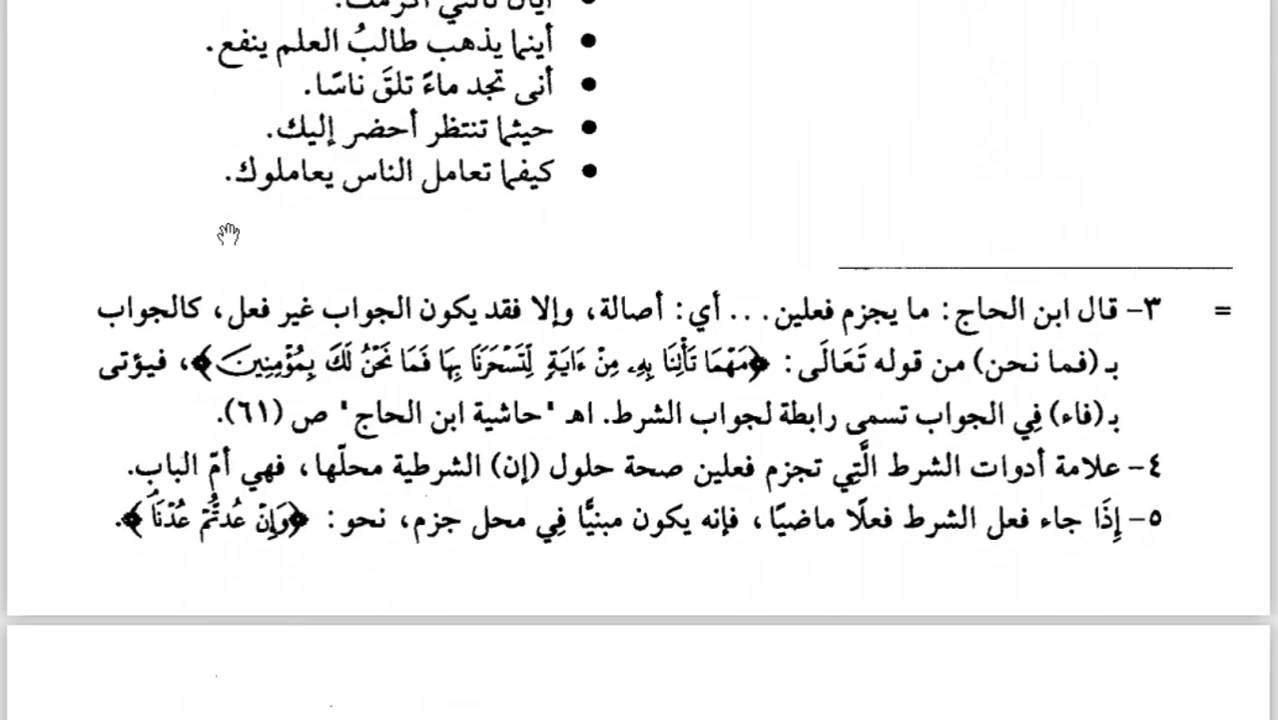 أيان تأتني أكرمك.
• أينما يذهب طالبُ العلم ينفع.
• أنى تجد ماءً تلقَ ناسًا.
• حيثما تنتظر أحضر إليك.
• كيفما تعامل الناس يعاملوك.
= ٣- قال ابن الحاج: ما يجزم فعلين... أي: أصالة، وإلا فقد يكون الجواب غير فعل، كالجواب
بـ (فما نحن) من قوله تَعَالَى: ﴿مَهْمَا تَأْتِنَا بِهِۦ مِنْ ءَايَةٍ لِّتَسْحَرَنَا بِهَا فَمَا نَحْنُ لَكَ بِمُؤْمِنِينَ﴾، فيؤتى
بـ (فاء) فِي الجواب تسمى رابطة لجواب الشرط. اهـ "حاشية ابن الحاج" ص (٦١).
٤- علامة أدوات الشرط الَّتِي تجزم فعلين صحة حلول (إن) الشرطية محلّها، فهي أمّ الباب.
٥- إِذَا جاء فعل الشرط فعلًا ماضيًا، فإنه يكون مبنيًّا فِي محل جزم، نحو: ﴿وَإِنْ عُدتُّمْ عُدْنَا﴾.